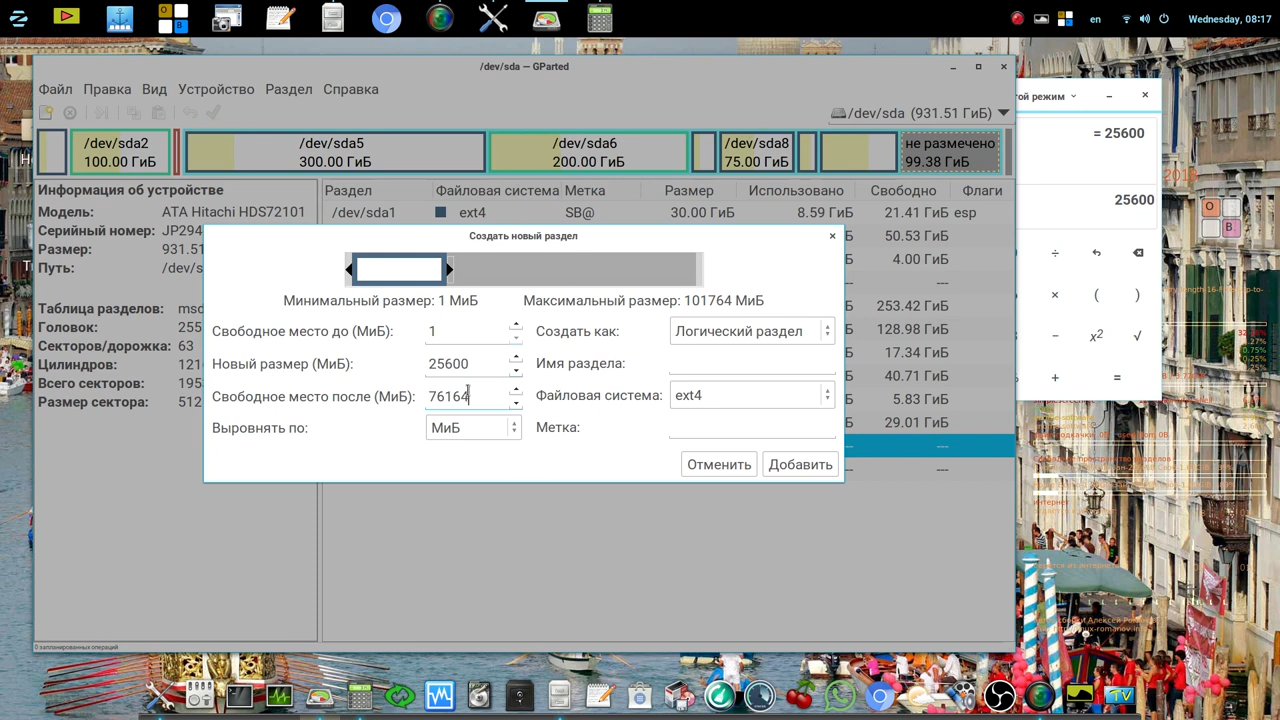 en
Wednesday, 08:17
/dev/sda — GParted
Файл Правка Вид Устройство Раздел Справка
/dev/sda (931.51 ГиБ)
/dev/sda2
100.00 ГиБ
/dev/sda5
300.00 ГиБ
/dev/sda6
200.00 ГиБ
/dev/sda8
75.00 ГиБ
не размечено
99.38 ГиБ
Информация об устройстве
Модель: ATA Hitachi HDS72101
Серийный номер: JP294
Размер: 931.51
Путь: /dev/s
Таблица разделов: msd
Головок: 255
Секторов/дорожка: 63
Цилиндров: 1216
Всего секторов: 195
Размер сектора: 512
Раздел Файловая система Метка Размер Использовано Свободно Флаги
/dev/sda1 ext4 SB@ 30.00 ГиБ 8.59 ГиБ 21.41 ГиБ esp
50.53 ГиБ
4.00 ГиБ
---
253.42 ГиБ
128.98 ГиБ
17.34 ГиБ
40.71 ГиБ
5.83 ГиБ
29.01 ГиБ
---
---
Создать новый раздел
Минимальный размер: 1 МиБ Максимальный размер: 101764 МиБ
Свободное место до (МиБ): 1
Создать как: Логический раздел
Новый размер (МиБ): 25600
Имя раздела:
Свободное место после (МиБ): 76164
Файловая система: ext4
Выровнять по: МиБ
Метка:
Отменить Добавить
0 запланированных операций
той режим
= 25600
25600
÷
× ( )
− x² √
+ =
O
B
TV